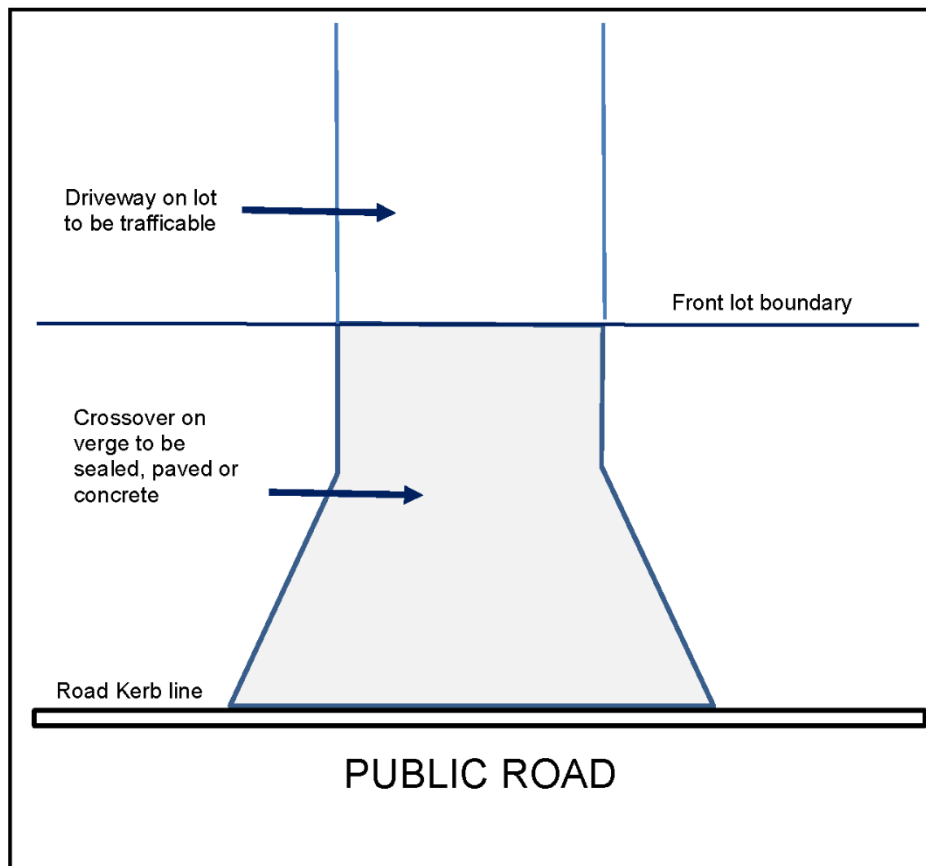 Driveway on lot
to be trafficable
Front lot boundary
Crossover on
verge to be
sealed, paved or
concrete
Road Kerb line
PUBLIC ROAD